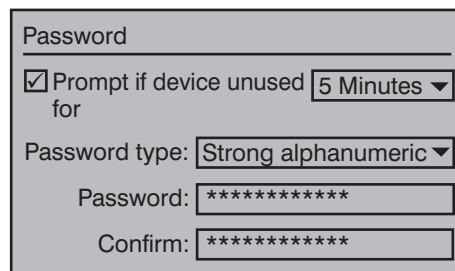 Password
Prompt if device unused 5 Minutes
for
Password type: Strong alphanumeric
Password: ************
Confirm: ************